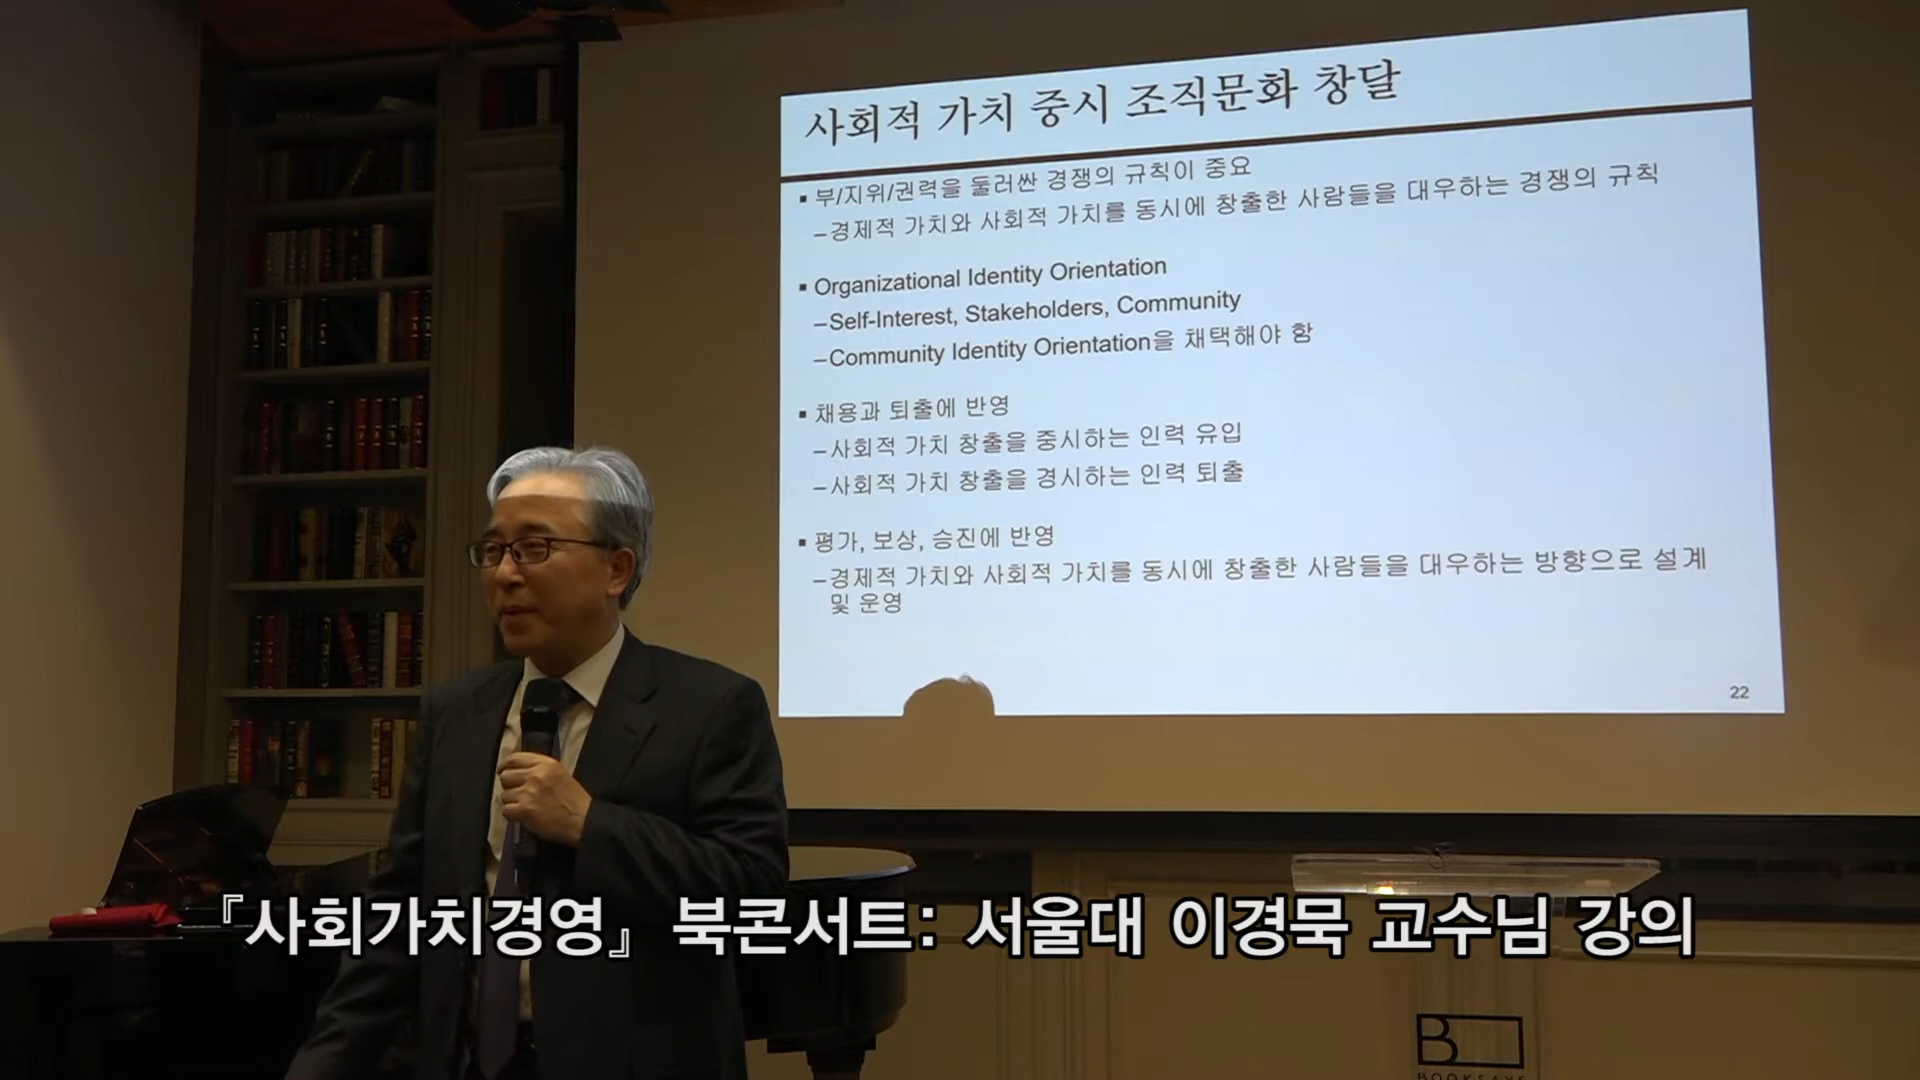 사회적 가치 중시 조직문화 창달
▪ 부/지위/권력을 둘러싼 경쟁의 규칙이 중요
–경제적 가치와 사회적 가치를 동시에 창출한 사람들을 대우하는 경쟁의 규칙
▪ Organizational Identity Orientation
–Self-Interest, Stakeholders, Community
–Community Identity Orientation을 채택해야 함
▪ 채용과 퇴출에 반영
–사회적 가치 창출을 중시하는 인력 유입
–사회적 가치 창출을 경시하는 인력 퇴출
▪ 평가, 보상, 승진에 반영
–경제적 가치와 사회적 가치를 동시에 창출한 사람들을 대우하는 방향으로 설계
및 운영
22
『사회가치경영』 북콘서트: 서울대 이경묵 교수님 강의
B